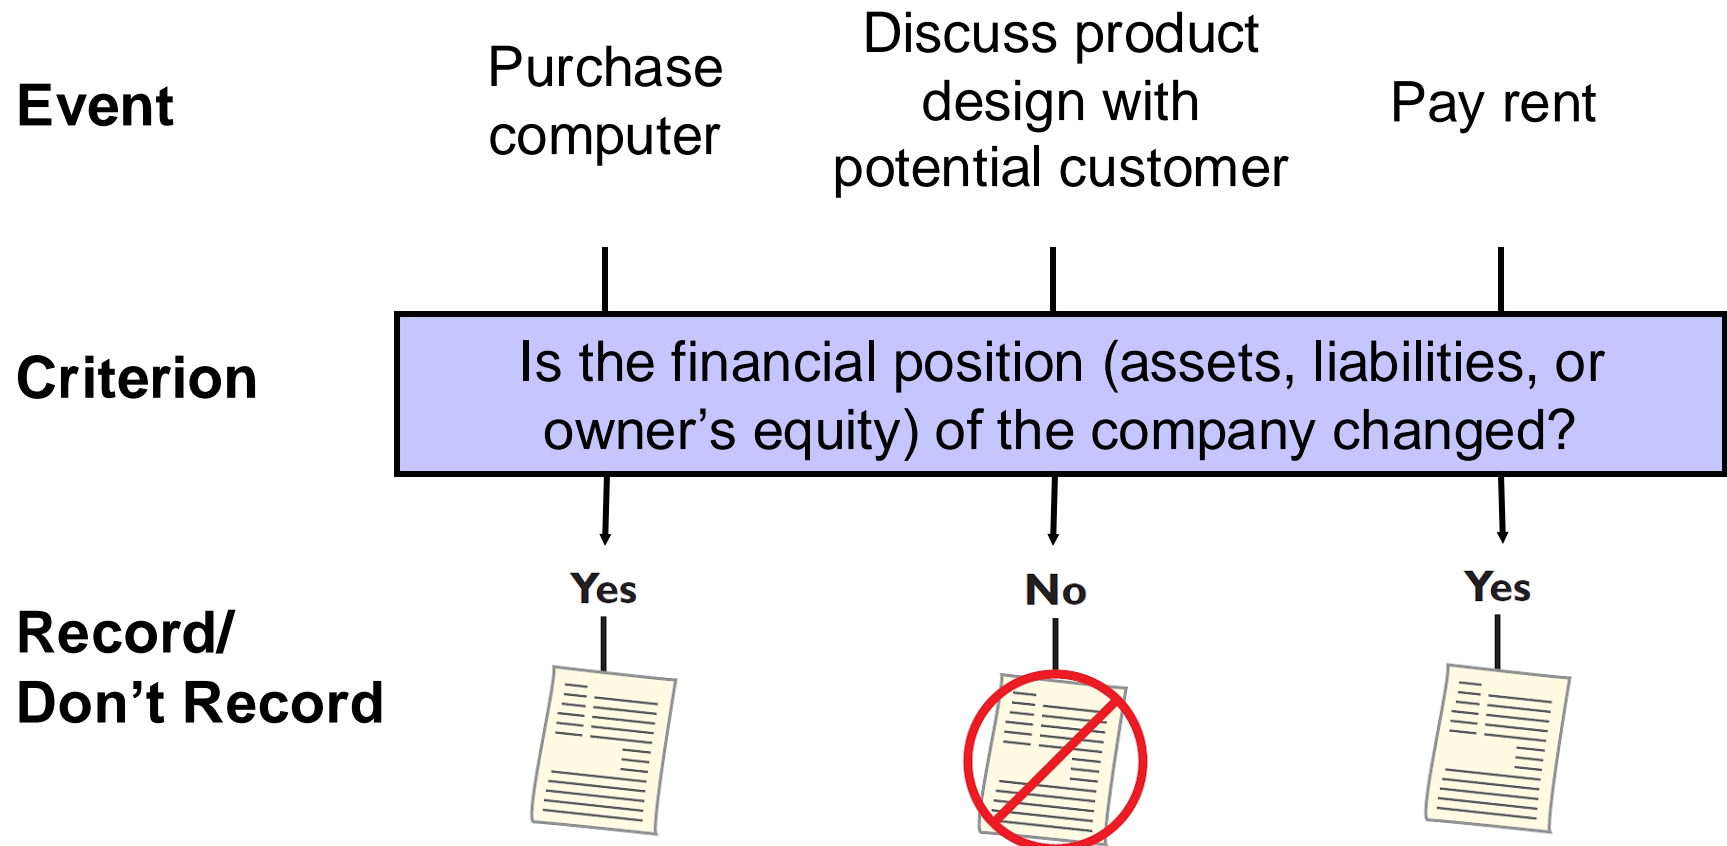 Event
Purchase
computer
Discuss product
design with
potential customer
Pay rent
Criterion
Is the financial position (assets, liabilities, or
owner’s equity) of the company changed?
Record/
Don’t Record
Yes
No
Yes